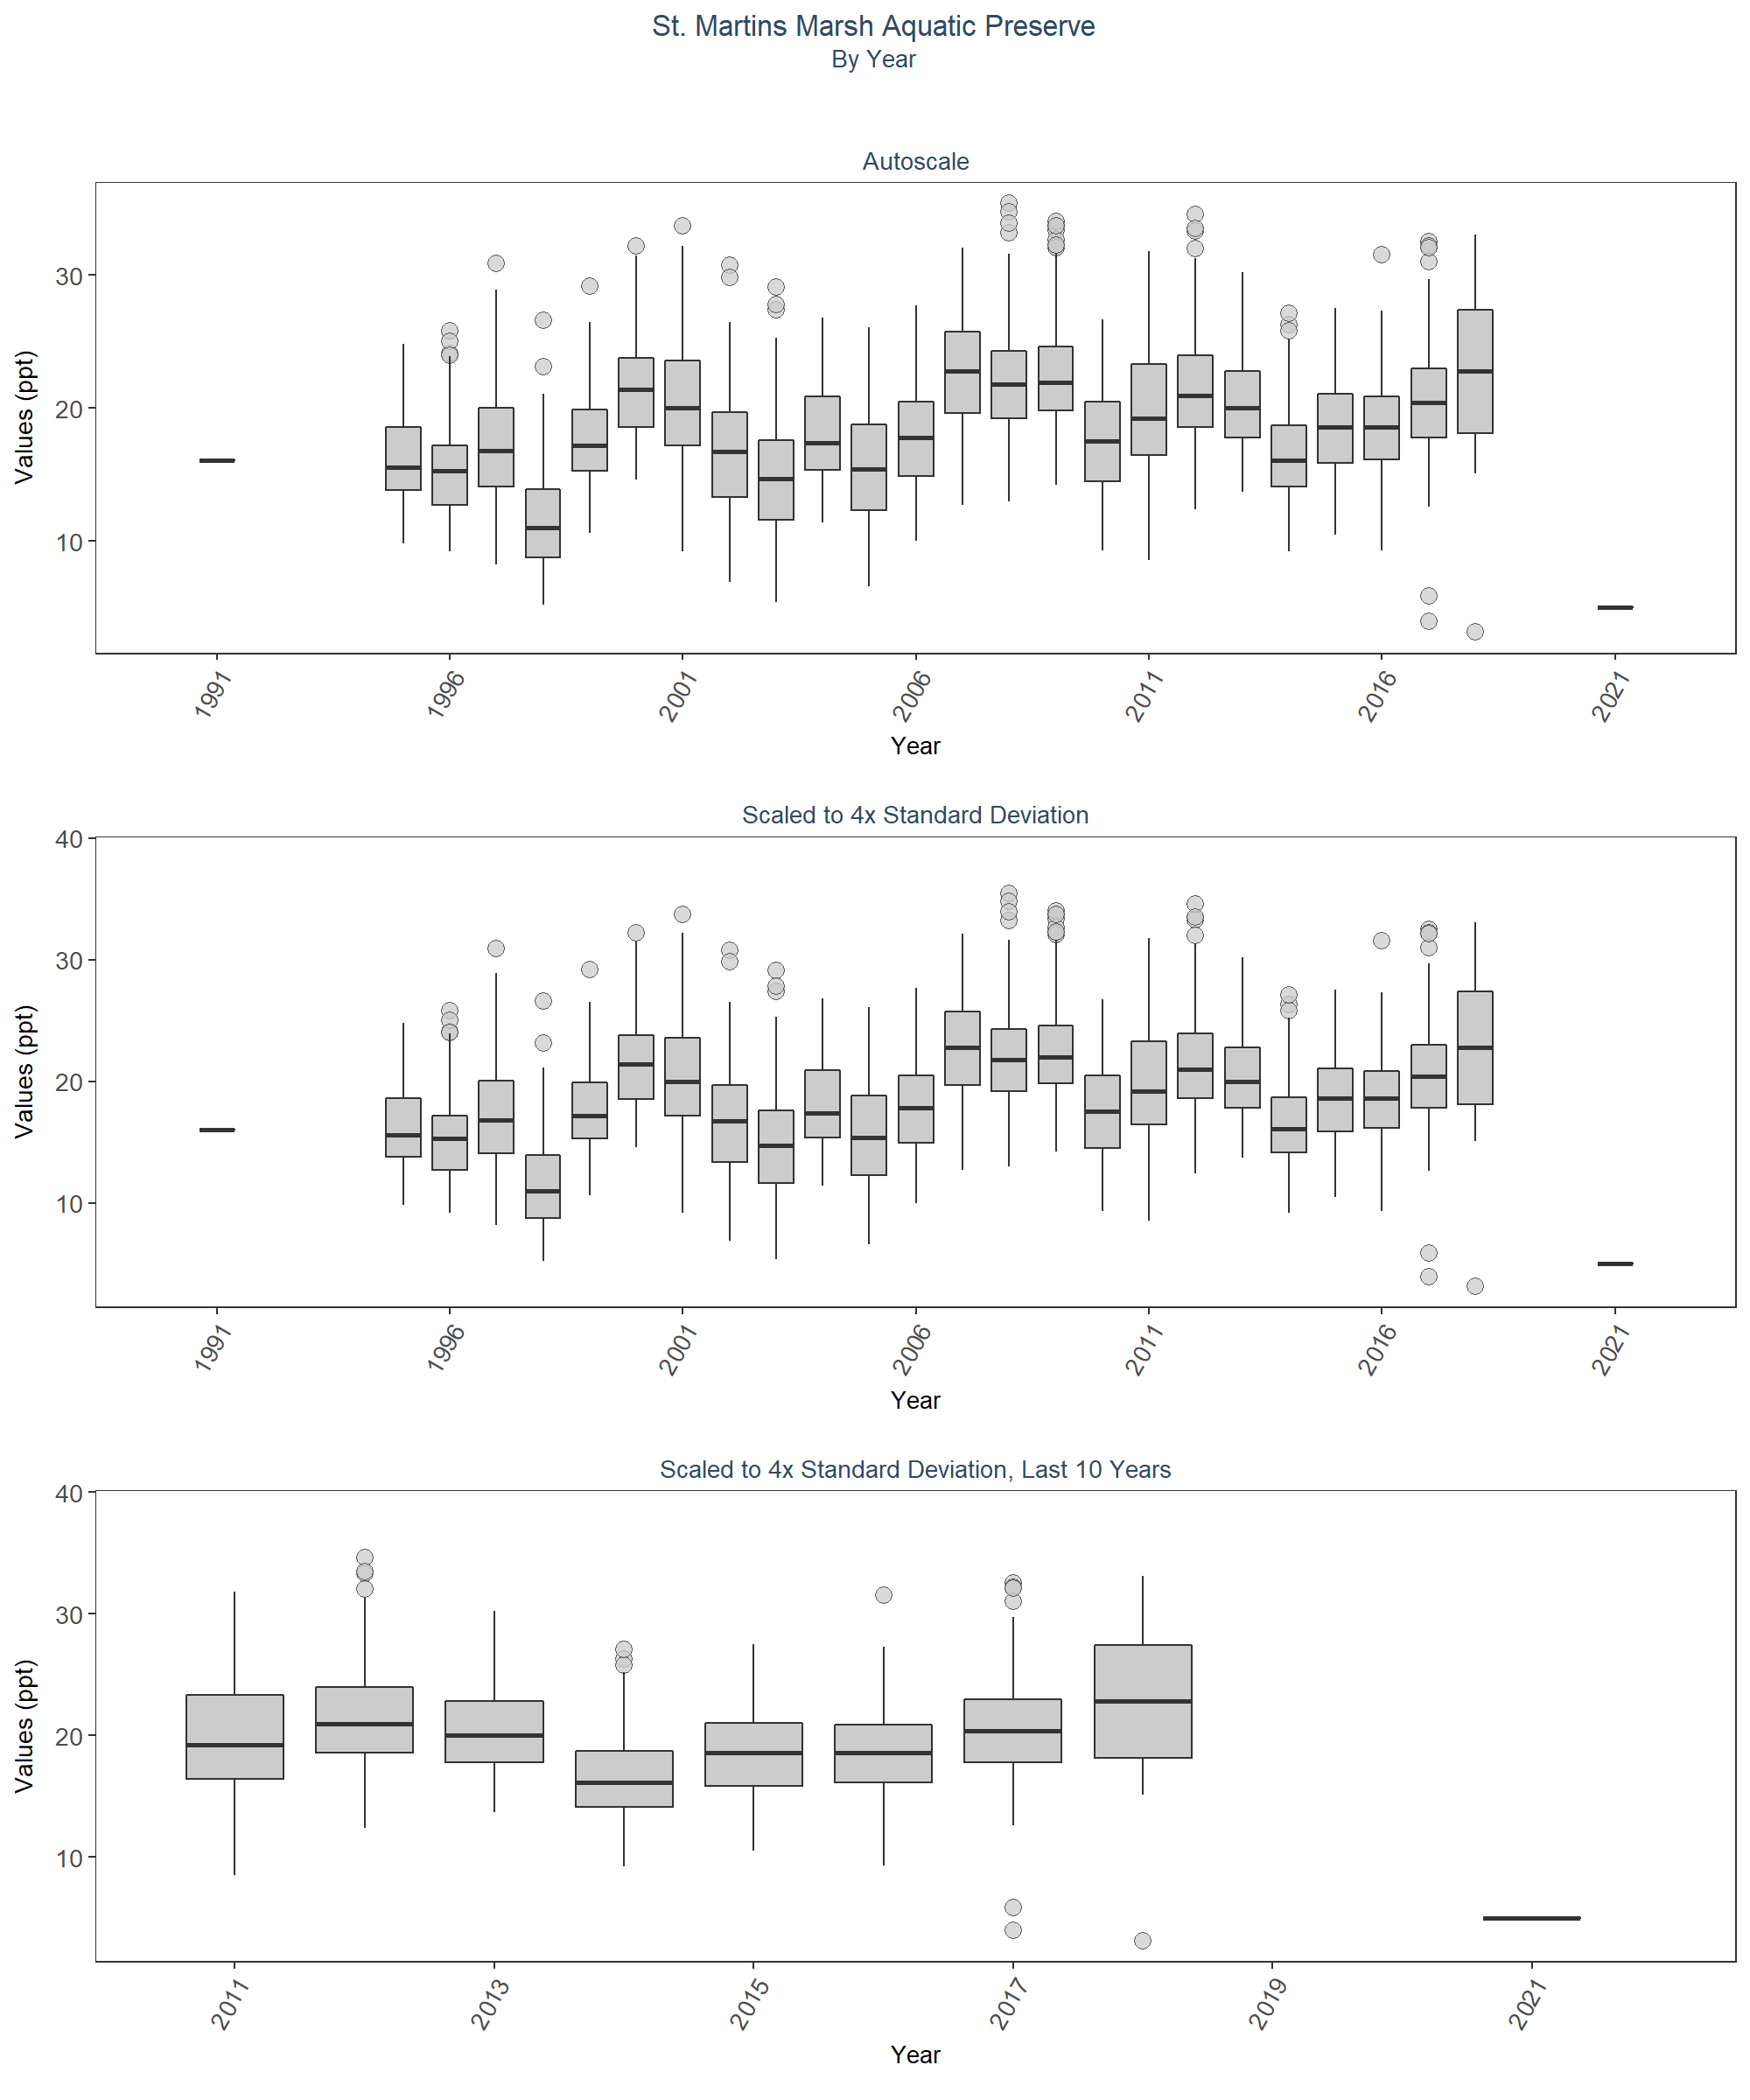 St. Martins Marsh Aquatic Preserve
By Year
Autoscale
Values (ppt)
30
20
10
1991 1996 2001 2006 2011 2016 2021
Year
Scaled to 4x Standard Deviation
Values (ppt)
40
30
20
10
1991 1996 2001 2006 2011 2016 2021
Year
Scaled to 4x Standard Deviation, Last 10 Years
Values (ppt)
40
30
20
10
2011 2013 2015 2017 2019 2021
Year